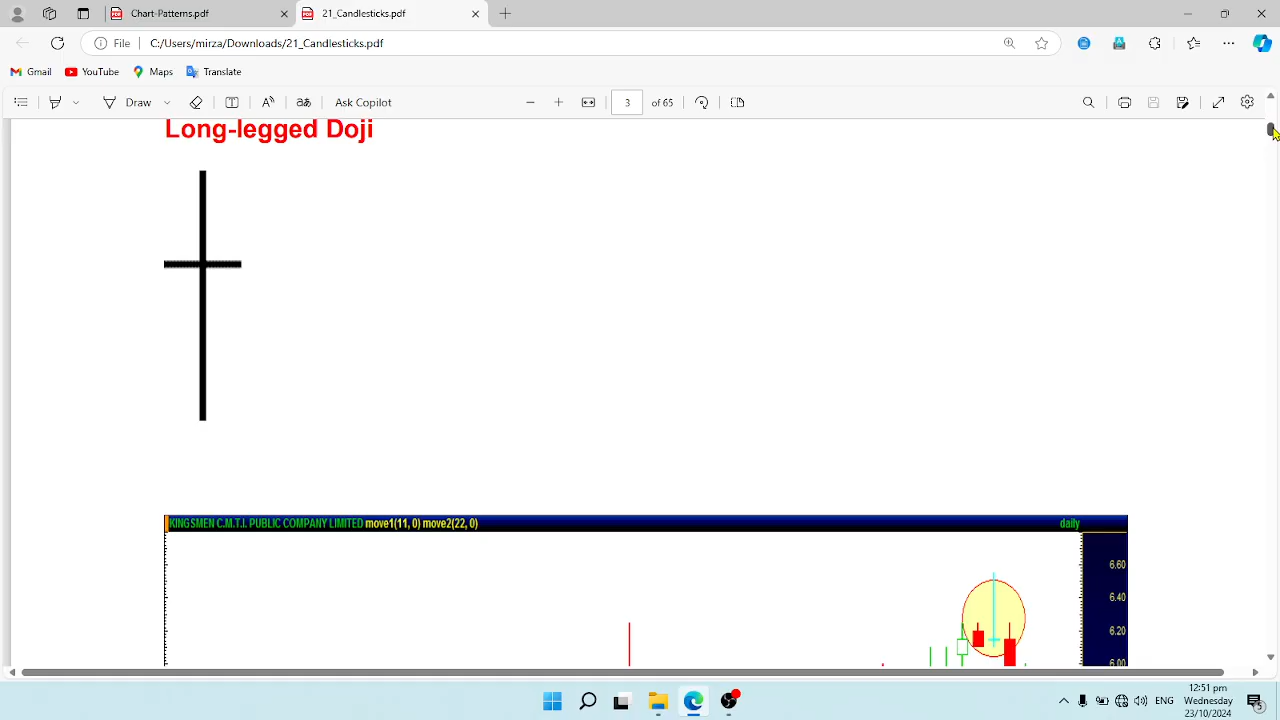 Chart-Patterns.pdf
21_Candlesticks.pdf
File C:/Users/mirza/Downloads/21_Candlesticks.pdf
Gmail YouTube Maps Translate
Draw Ask Copilot 3 of 65
Long-legged Doji
KINGSMEN C.M.T.I. PUBLIC COMPANY LIMITED move1(11, 0) move2(22, 0) daily
6.60
6.40
6.20
6.00
ENG 12:51 pm
Wednesday
23/10/2024